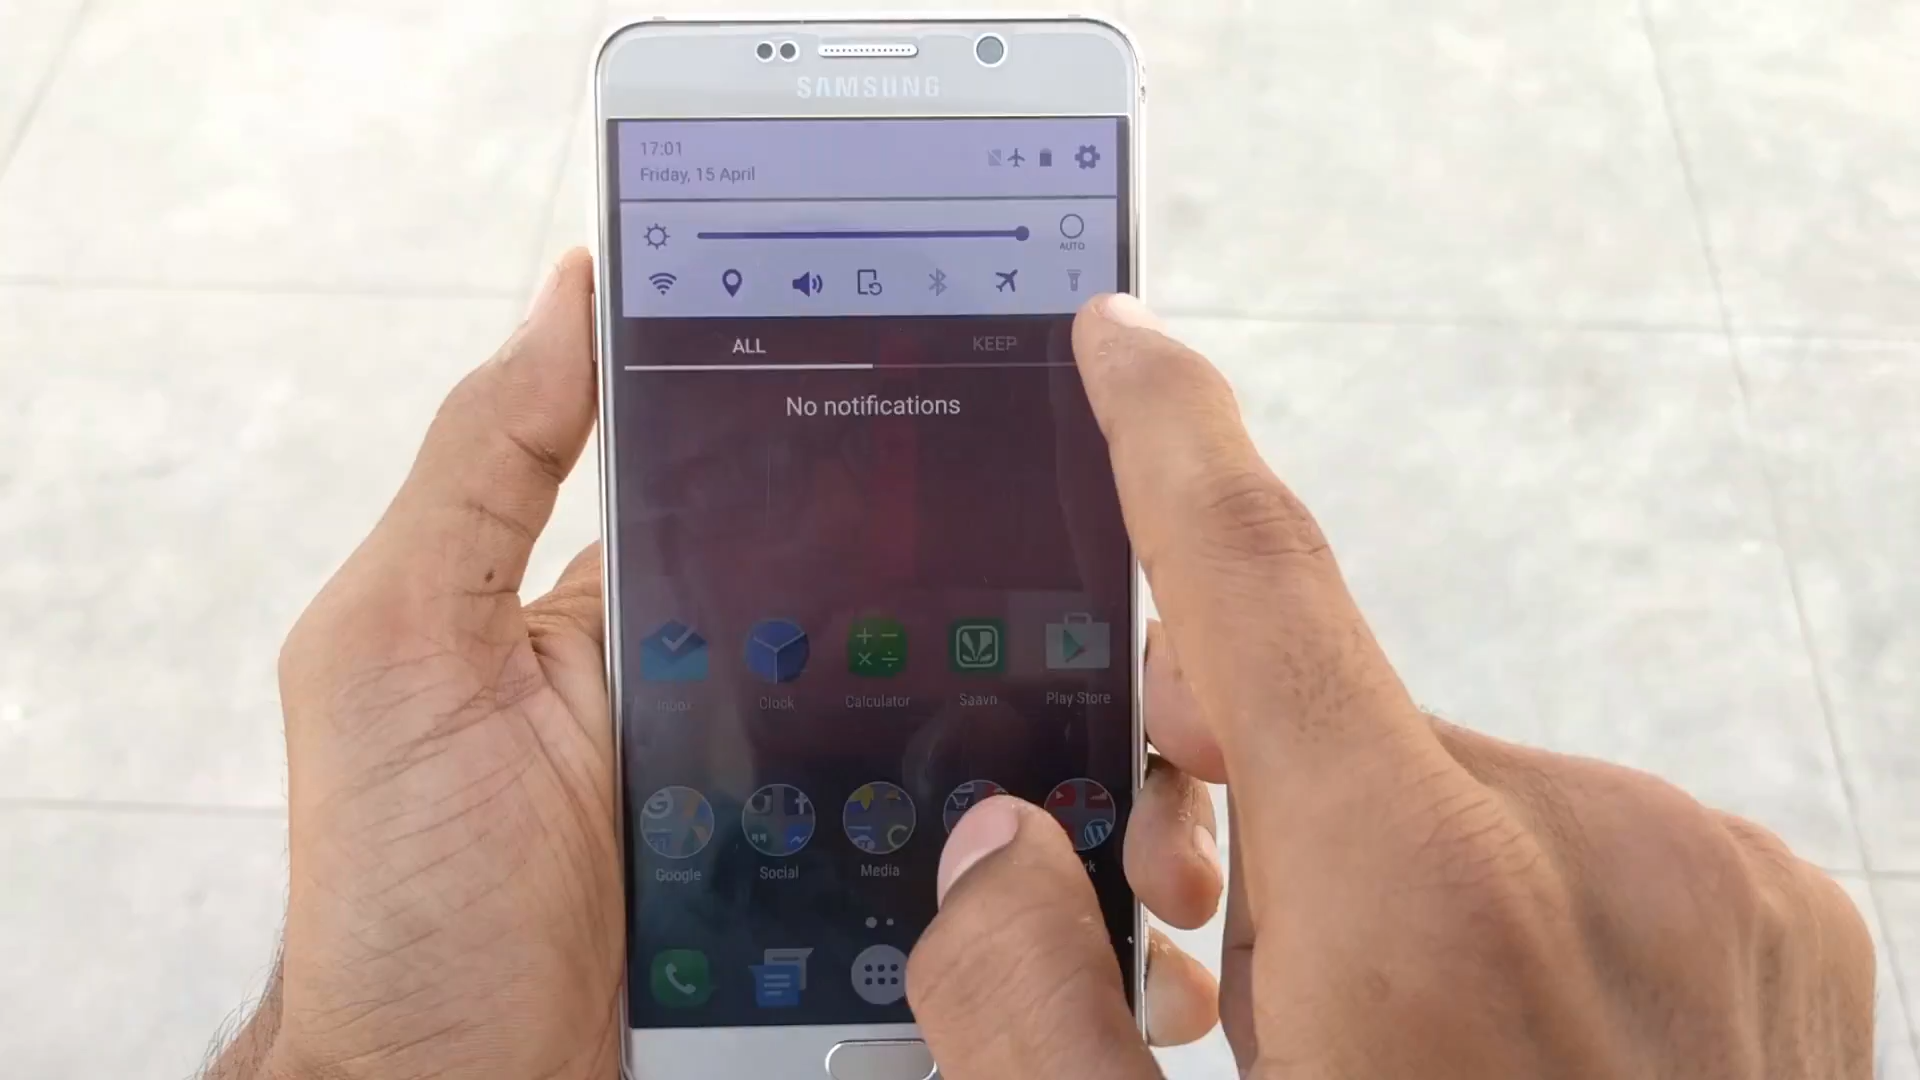 SAMSUNG
17:01
Friday, 15 April
AUTO
ALL KEEP
No notifications
Inbox Clock Calculator Saavn Play Store
Google Social Media